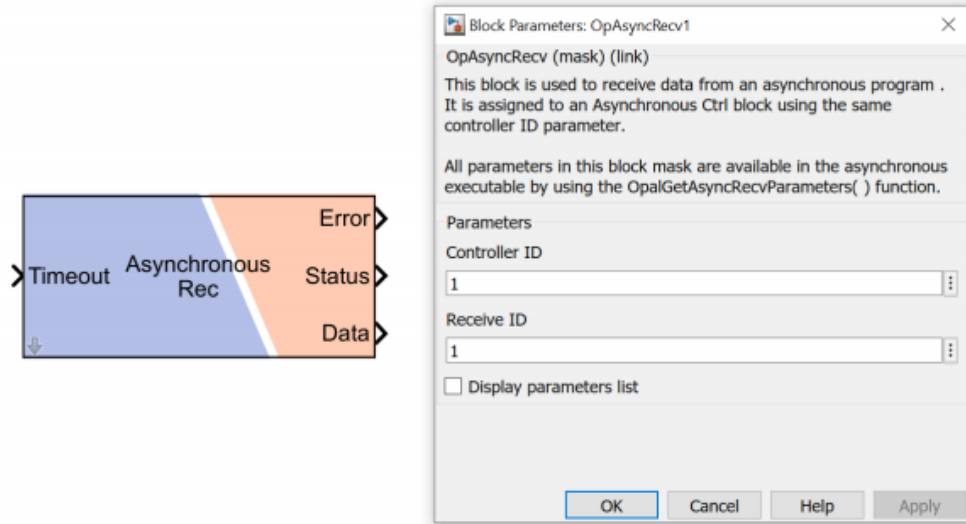 Timeout
Asynchronous
Rec
Error
Status
Data
Block Parameters: OpAsyncRecv1
OpAsyncRecv (mask) (link)
This block is used to receive data from an asynchronous program .
It is assigned to an Asynchronous Ctrl block using the same
controller ID parameter.
All parameters in this block mask are available in the asynchronous
executable by using the OpalGetAsyncRecvParameters( ) function.
Parameters
Controller ID
1
Receive ID
1
Display parameters list
OK Cancel Help Apply